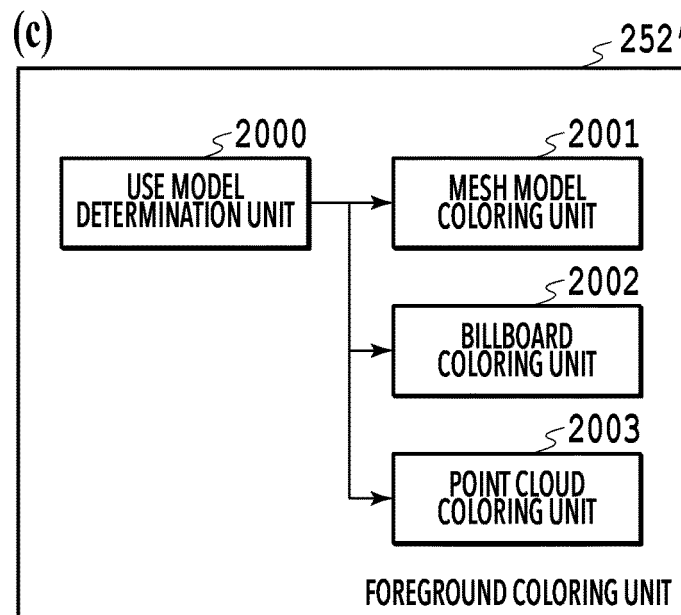 (c)
252'
2000
2001
USE MODEL
DETERMINATION UNIT
MESH MODEL
COLORING UNIT
2002
BILLBOARD
COLORING UNIT
2003
POINT CLOUD
COLORING UNIT
FOREGROUND COLORING UNIT